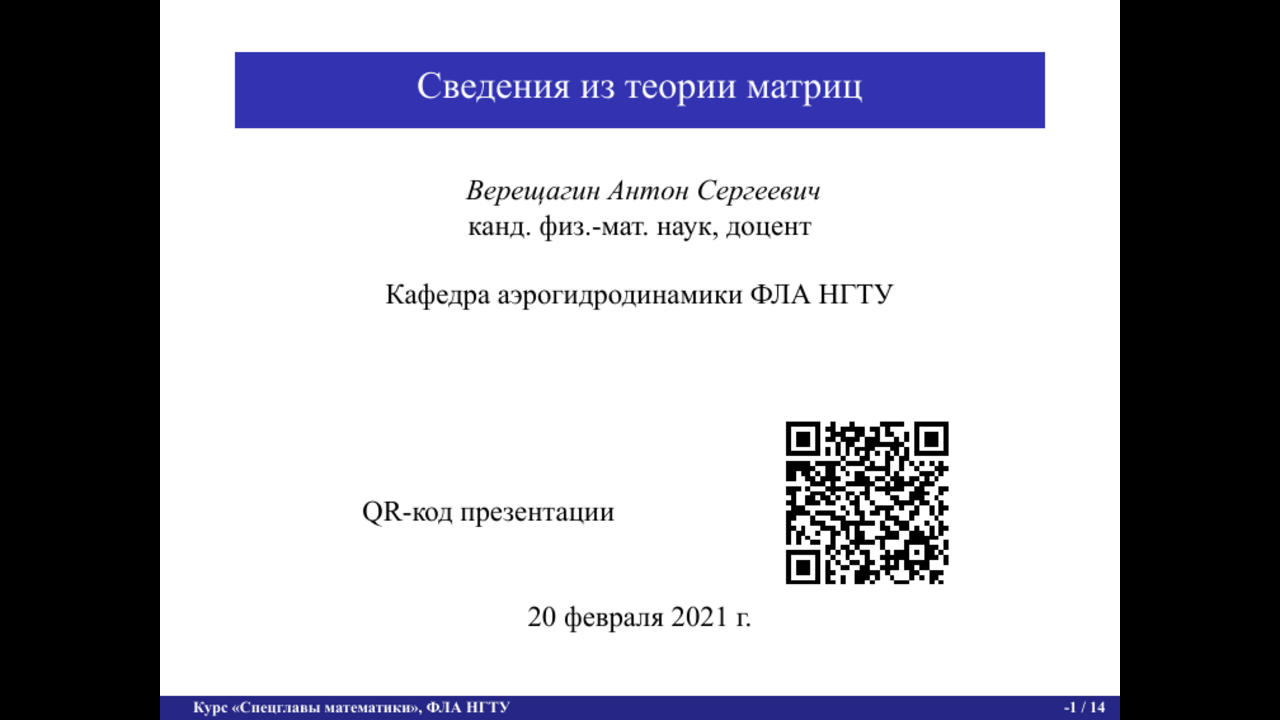 Сведения из теории матриц
Верещагин Антон Сергеевич
канд. физ.-мат. наук, доцент
Кафедра аэрогидродинамики ФЛА НГТУ
QR-код презентации
20 февраля 2021 г.
Курс «Спецглавы математики», ФЛА НГТУ
-1 / 14